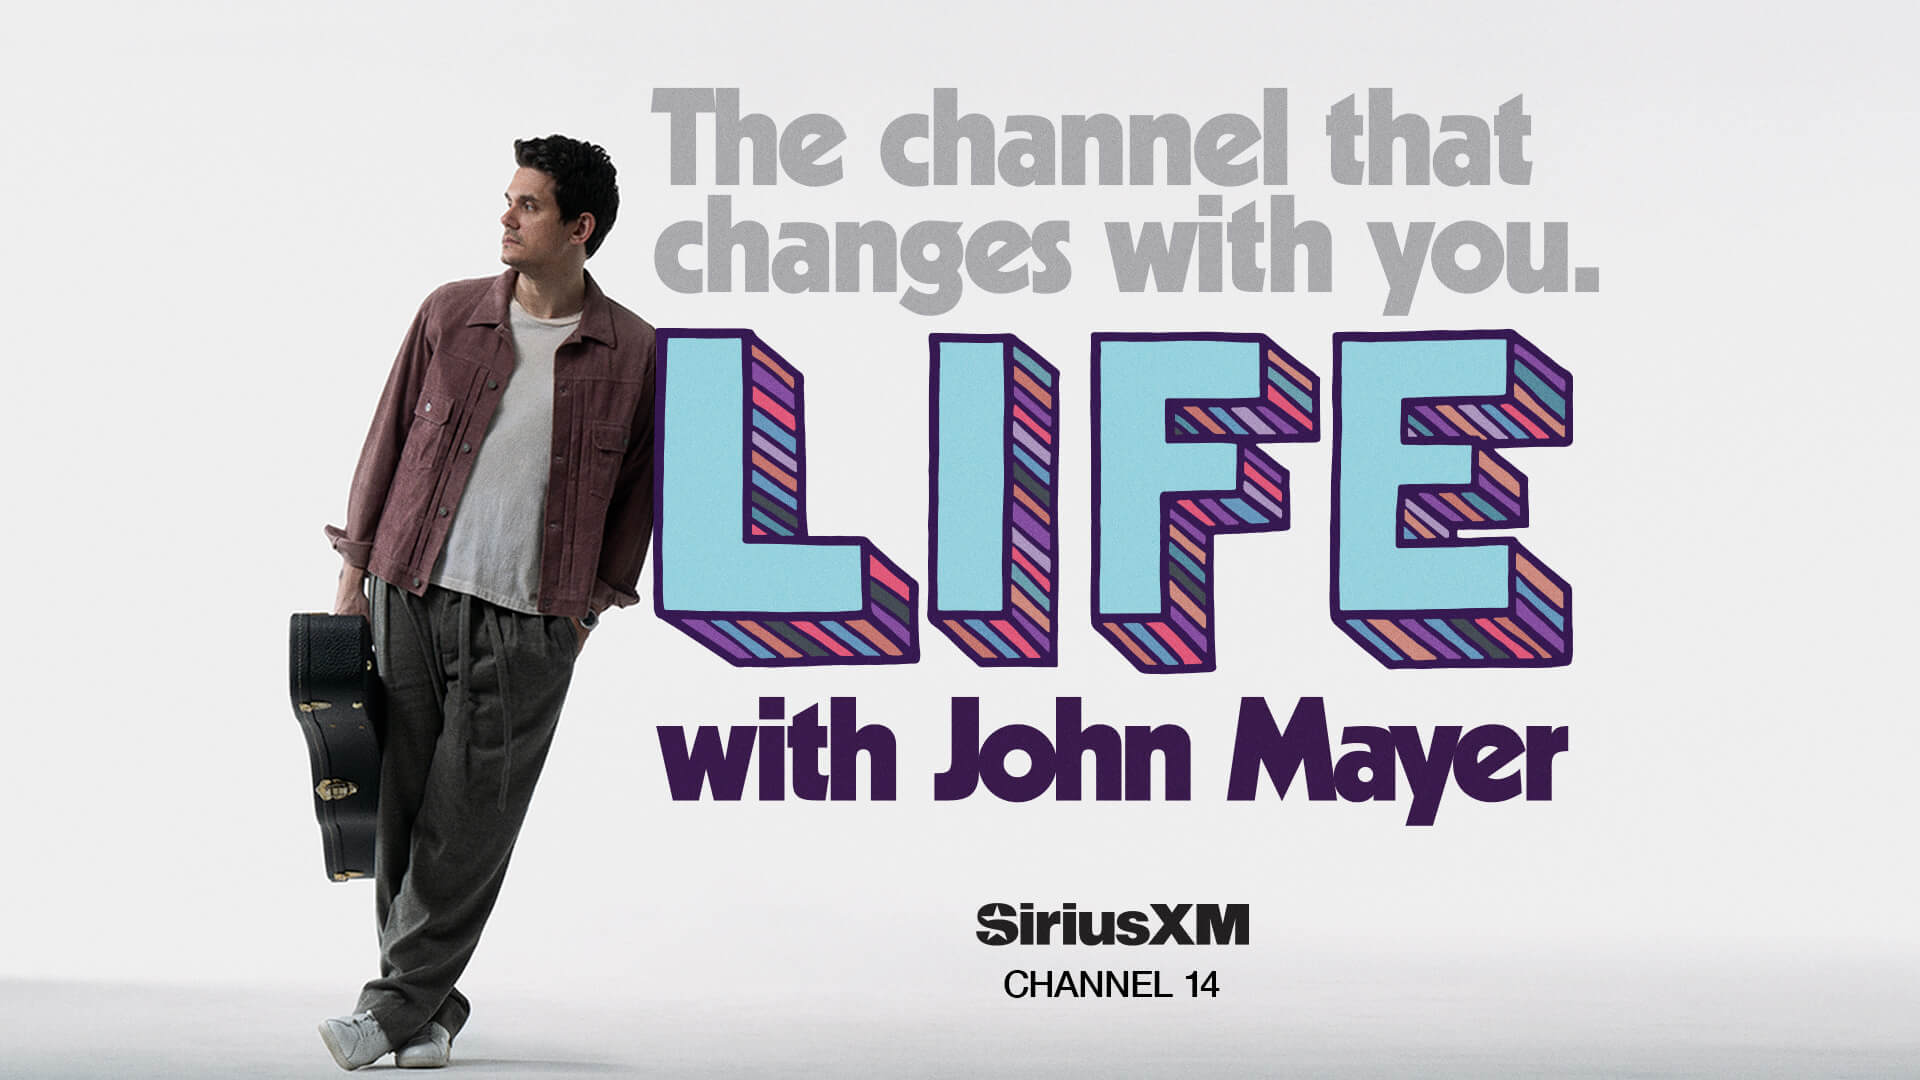 The channel that
changes with you.
LIFE
with John Mayer
SiriusXM
CHANNEL 14